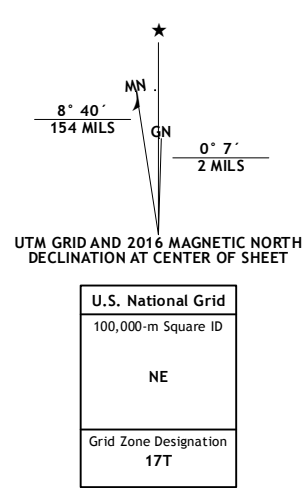 ★
MN
8° 40´
154 MILS
GN
0° 7´
2 MILS
UTM GRID AND 2016 MAGNETIC NORTH
DECLINATION AT CENTER OF SHEET
U.S. National Grid
100,000-m Square ID
NE
Grid Zone Designation
17T